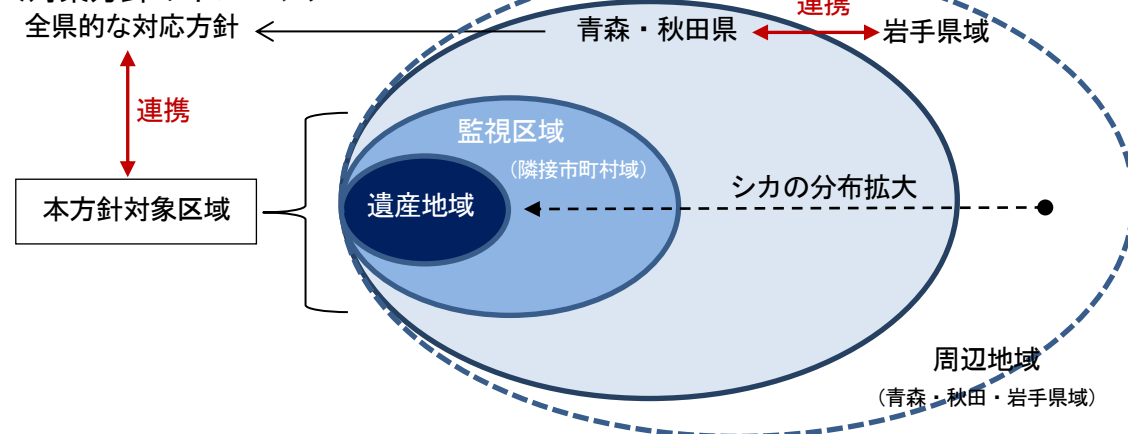 全県的な対応方針
青森・秋田県
連携
岩手県域
連携
監視区域
（隣接市町村域）
本方針対象区域
遺産地域
シカの分布拡大
周辺地域
（青森・秋田・岩手県域）